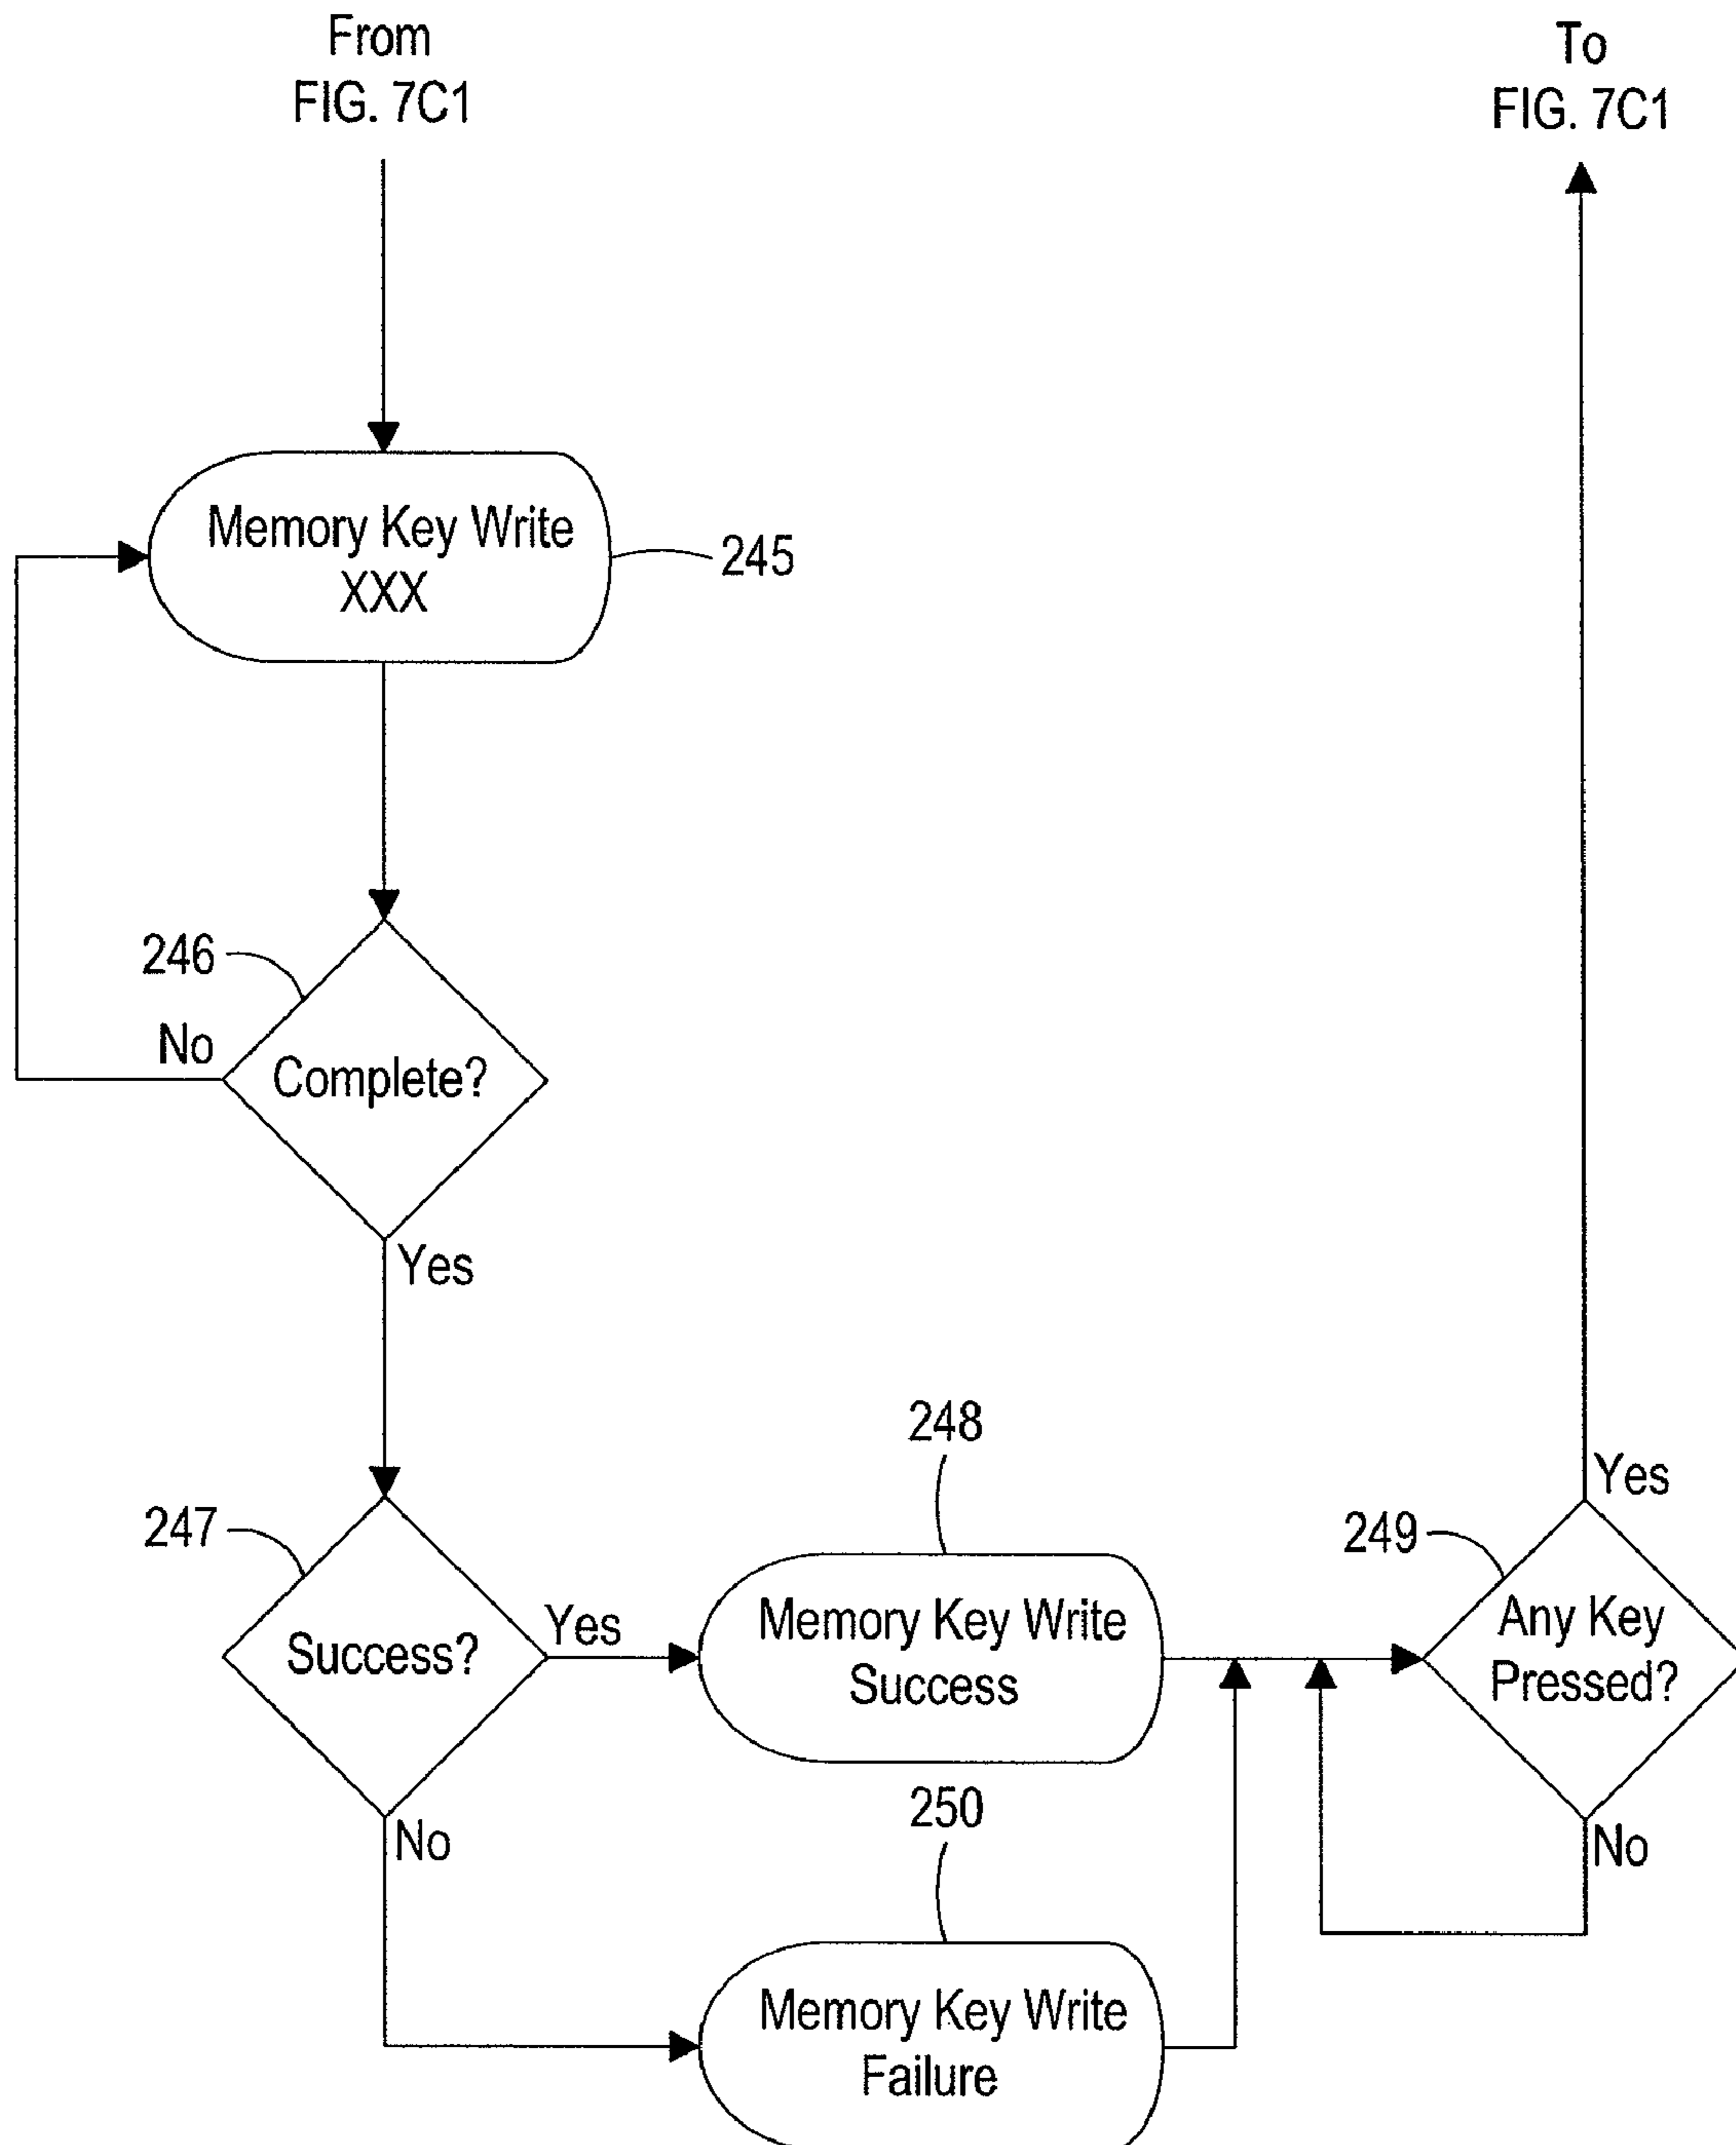 From
FIG. 7C1
To
FIG. 7C1
Memory Key Write
XXX
245
246
No
Complete?
Yes
247
Success?
Yes
No
248
Memory Key Write
Success
250
Memory Key Write
Failure
249
Yes
Any Key
Pressed?
No